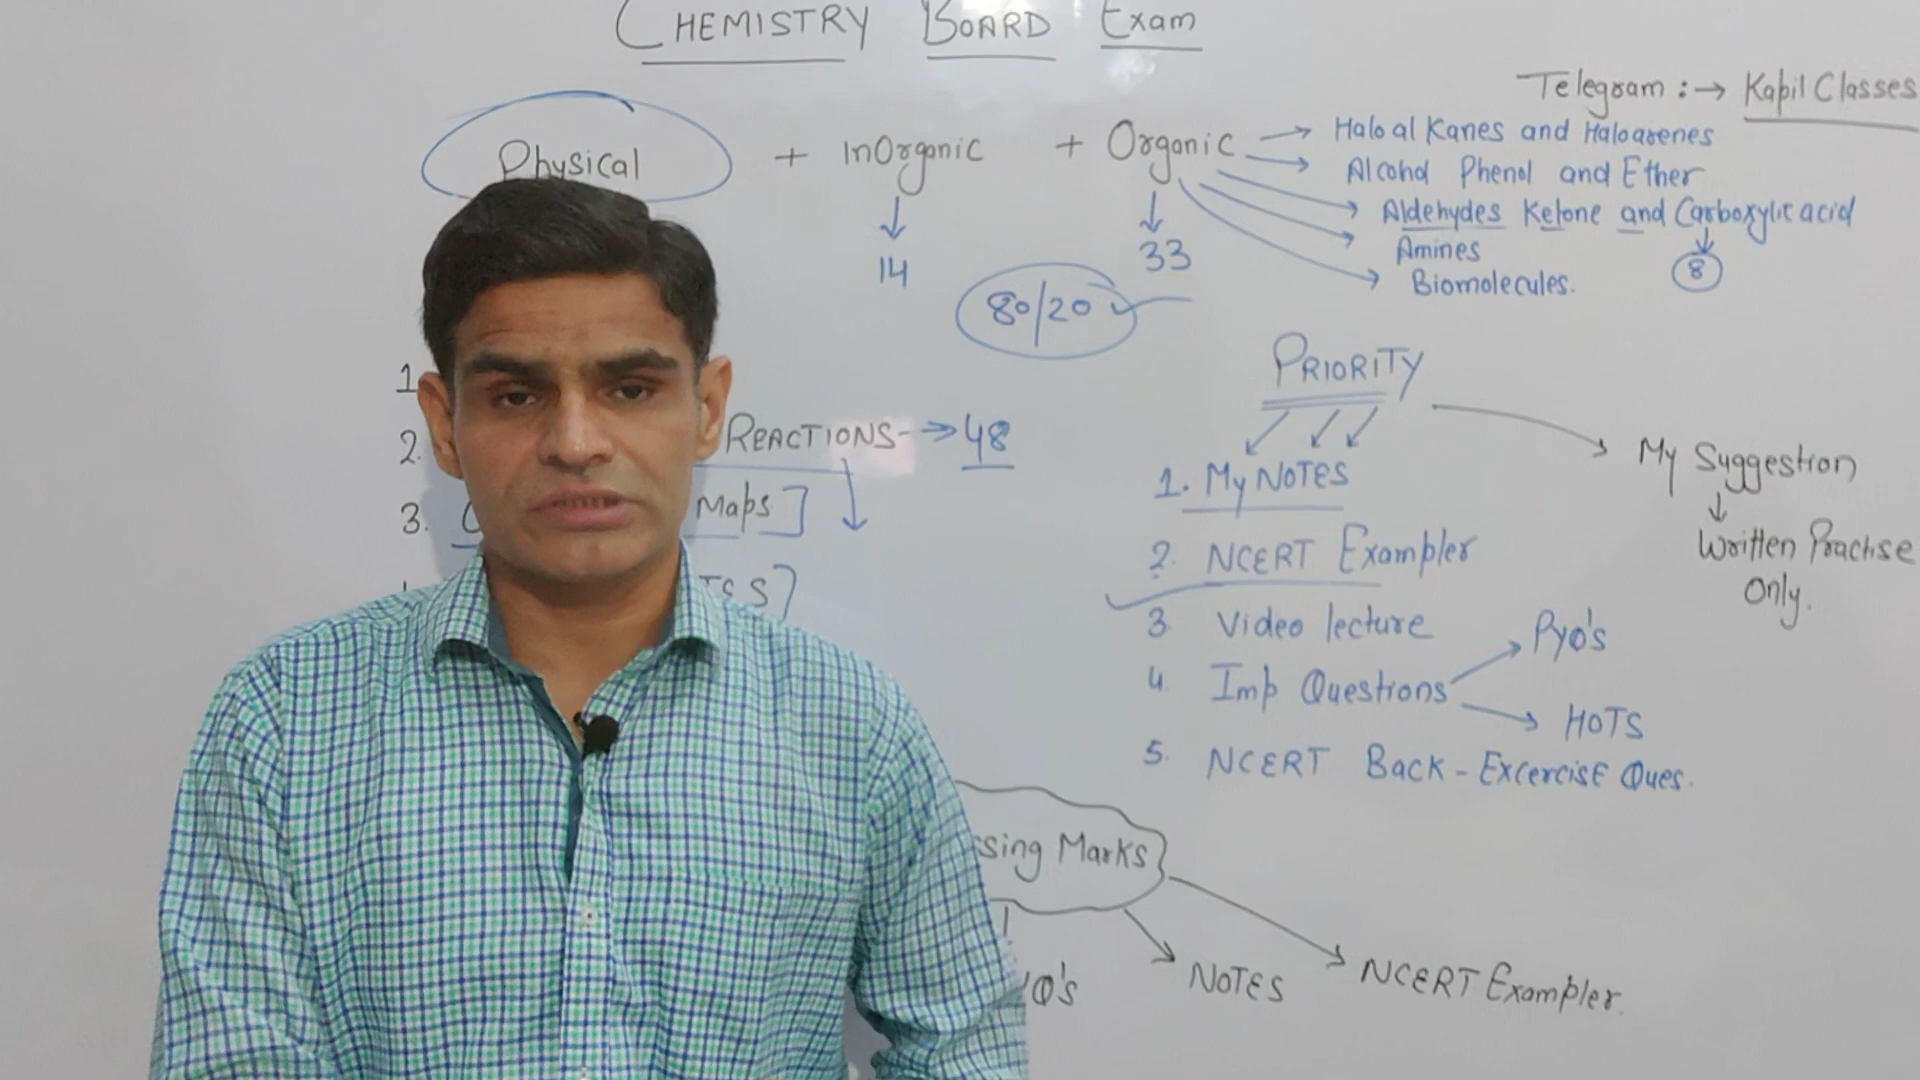 CHEMISTRY BOARD Exam
Telegram :→ Kapil Classes
Physical + InOrganic + Organic
→ Haloalkanes and Haloarenes
→ Alcohol Phenol and Ether
→ Aldehydes Ketone and Carboxylic acid
→ Amines
→ Biomolecules.
8
↓ 14
↓ 33
80/20
1.
2. REACTIONS → 48
3. Maps]
PRIORITY
1. My NOTES
2. NCERT Exampler
3. Video lecture
4. Imp Questions
→ Pyo's
→ HOTS
5. NCERT Back - ExcerciSE Ques.
→ My Suggestion
↓
Written Practise
Only.
Marks
NOTES
NCERT Exampler.